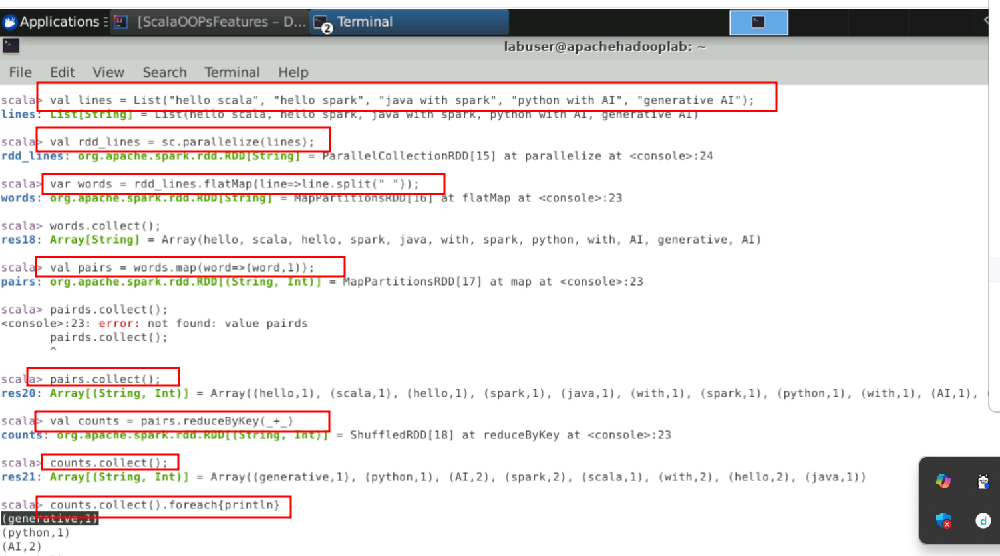 Applications
[ScalaOOPsFeatures – D...
2
Terminal
labuser@apachehadooplab: ~
File Edit View Search Terminal Help
scala> val lines = List("hello scala", "hello spark", "java with spark", "python with AI", "generative AI");
lines: List[String] = List(hello scala, hello spark, java with spark, python with AI, generative AI)
scala> val rdd_lines = sc.parallelize(lines);
rdd_lines: org.apache.spark.rdd.RDD[String] = ParallelCollectionRDD[15] at parallelize at <console>:24
scala> var words = rdd_lines.flatMap(line=>line.split(" "));
words: org.apache.spark.rdd.RDD[String] = MapPartitionsRDD[16] at flatMap at <console>:23
scala> words.collect();
res18: Array[String] = Array(hello, scala, hello, spark, java, with, spark, python, with, AI, generative, AI)
scala> val pairs = words.map(word=>(word,1));
pairs: org.apache.spark.rdd.RDD[(String, Int)] = MapPartitionsRDD[17] at map at <console>:23
scala> pairds.collect();
<console>:23: error: not found: value pairds
pairds.collect();
^
scala> pairs.collect();
res20: Array[(String, Int)] = Array((hello,1), (scala,1), (hello,1), (spark,1), (java,1), (with,1), (spark,1), (python,1), (with,1), (AI,1), (
scala> val counts = pairs.reduceByKey(_+_)
counts: org.apache.spark.rdd.RDD[(String, Int)] = ShuffledRDD[18] at reduceByKey at <console>:23
scala> counts.collect();
res21: Array[(String, Int)] = Array((generative,1), (python,1), (AI,2), (spark,2), (scala,1), (with,2), (hello,2), (java,1))
scala> counts.collect().foreach{println}
(generative,1)
(python,1)
(AI,2)
d